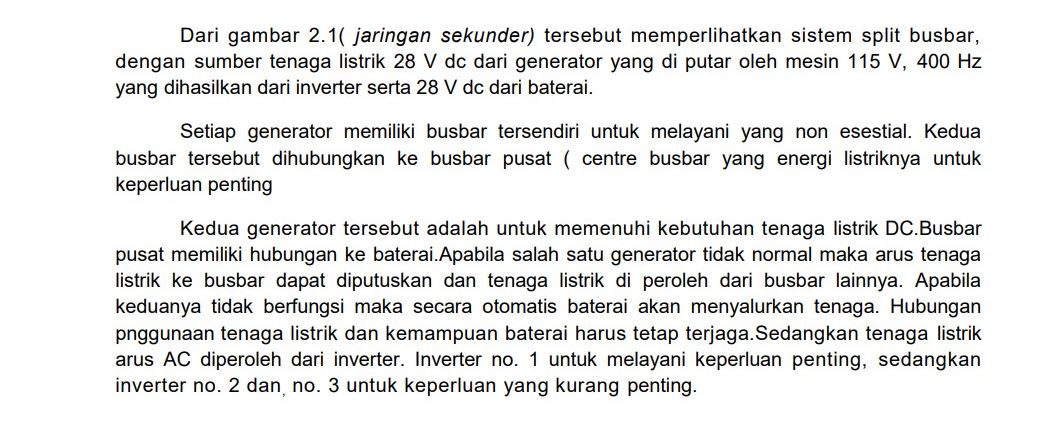 Dari gambar 2.1( jaringan sekunder) tersebut memperlihatkan sistem split busbar,
dengan sumber tenaga listrik 28 V dc dari generator yang di putar oleh mesin 115 V, 400 Hz
yang dihasilkan dari inverter serta 28 V dc dari baterai.
Setiap generator memiliki busbar tersendiri untuk melayani yang non esestial. Kedua
busbar tersebut dihubungkan ke busbar pusat ( centre busbar yang energi listriknya untuk
keperluan penting
Kedua generator tersebut adalah untuk memenuhi kebutuhan tenaga listrik DC.Busbar
pusat memiliki hubungan ke baterai.Apabila salah satu generator tidak normal maka arus tenaga
listrik ke busbar dapat diputuskan dan tenaga listrik di peroleh dari busbar lainnya. Apabila
keduanya tidak berfungsi maka secara otomatis baterai akan menyalurkan tenaga. Hubungan
pnggunaan tenaga listrik dan kemampuan baterai harus tetap terjaga.Sedangkan tenaga listrik
arus AC diperoleh dari inverter. Inverter no. 1 untuk melayani keperluan penting, sedangkan
inverter no. 2 dan, no. 3 untuk keperluan yang kurang penting.